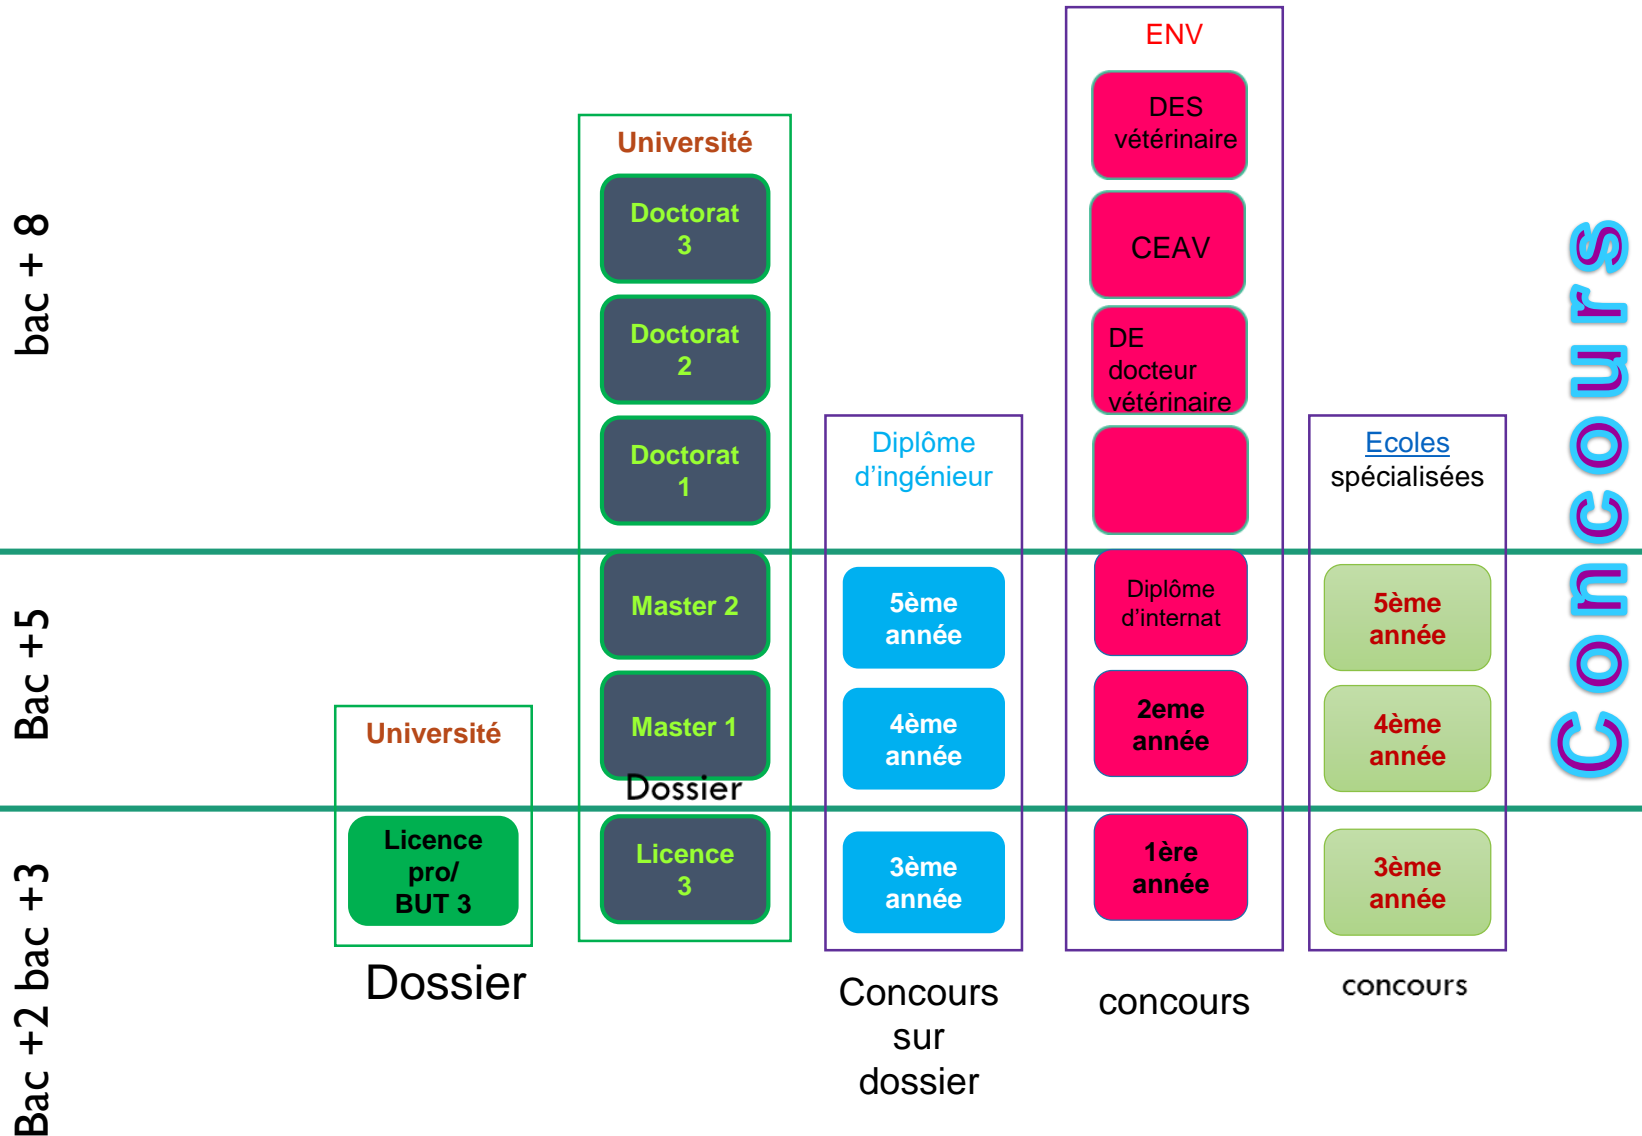 bac + 8
Bac +5
Bac +2 bac +3
Université
Licence
pro/
BUT 3
Dossier
Université
Doctorat
3
Doctorat
2
Doctorat
1
Master 2
Master 1
Dossier
Licence
3
Diplôme
d'ingénieur
5ème
année
4ème
année
3ème
année
Concours
sur
dossier
ENV
DES
vétérinaire
CEAV
DE
docteur
vétérinaire
Diplôme
d'internat
2eme
année
1ère
année
concours
Ecoles
spécialisées
5ème
année
4ème
année
3ème
année
concours
Concours